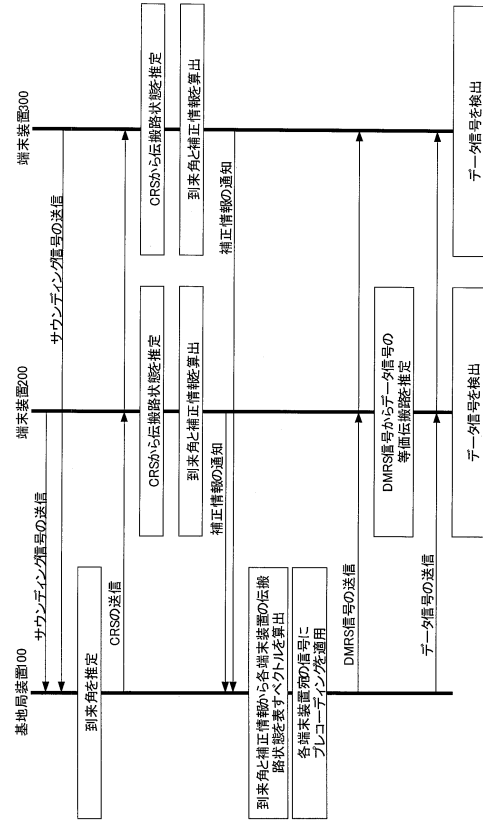 基地局装置100
端末装置200
端末装置300
サウンディング信号の送信
サウンディング信号の送信
到来角を推定
CRSの送信
CRSから伝搬路状態を推定
CRSから伝搬路状態を推定
到来角と補正情報を算出
到来角と補正情報を算出
補正情報の通知
補正情報の通知
到来角と補正情報から各端末装置の伝搬
路状態を表すベクトルを算出
各端末装置宛の信号に
プレコーディングを適用
DMRS信号の送信
DMRS信号からデータ信号の
等価伝搬路を推定
データ信号の送信
データ信号を検出
データ信号を検出